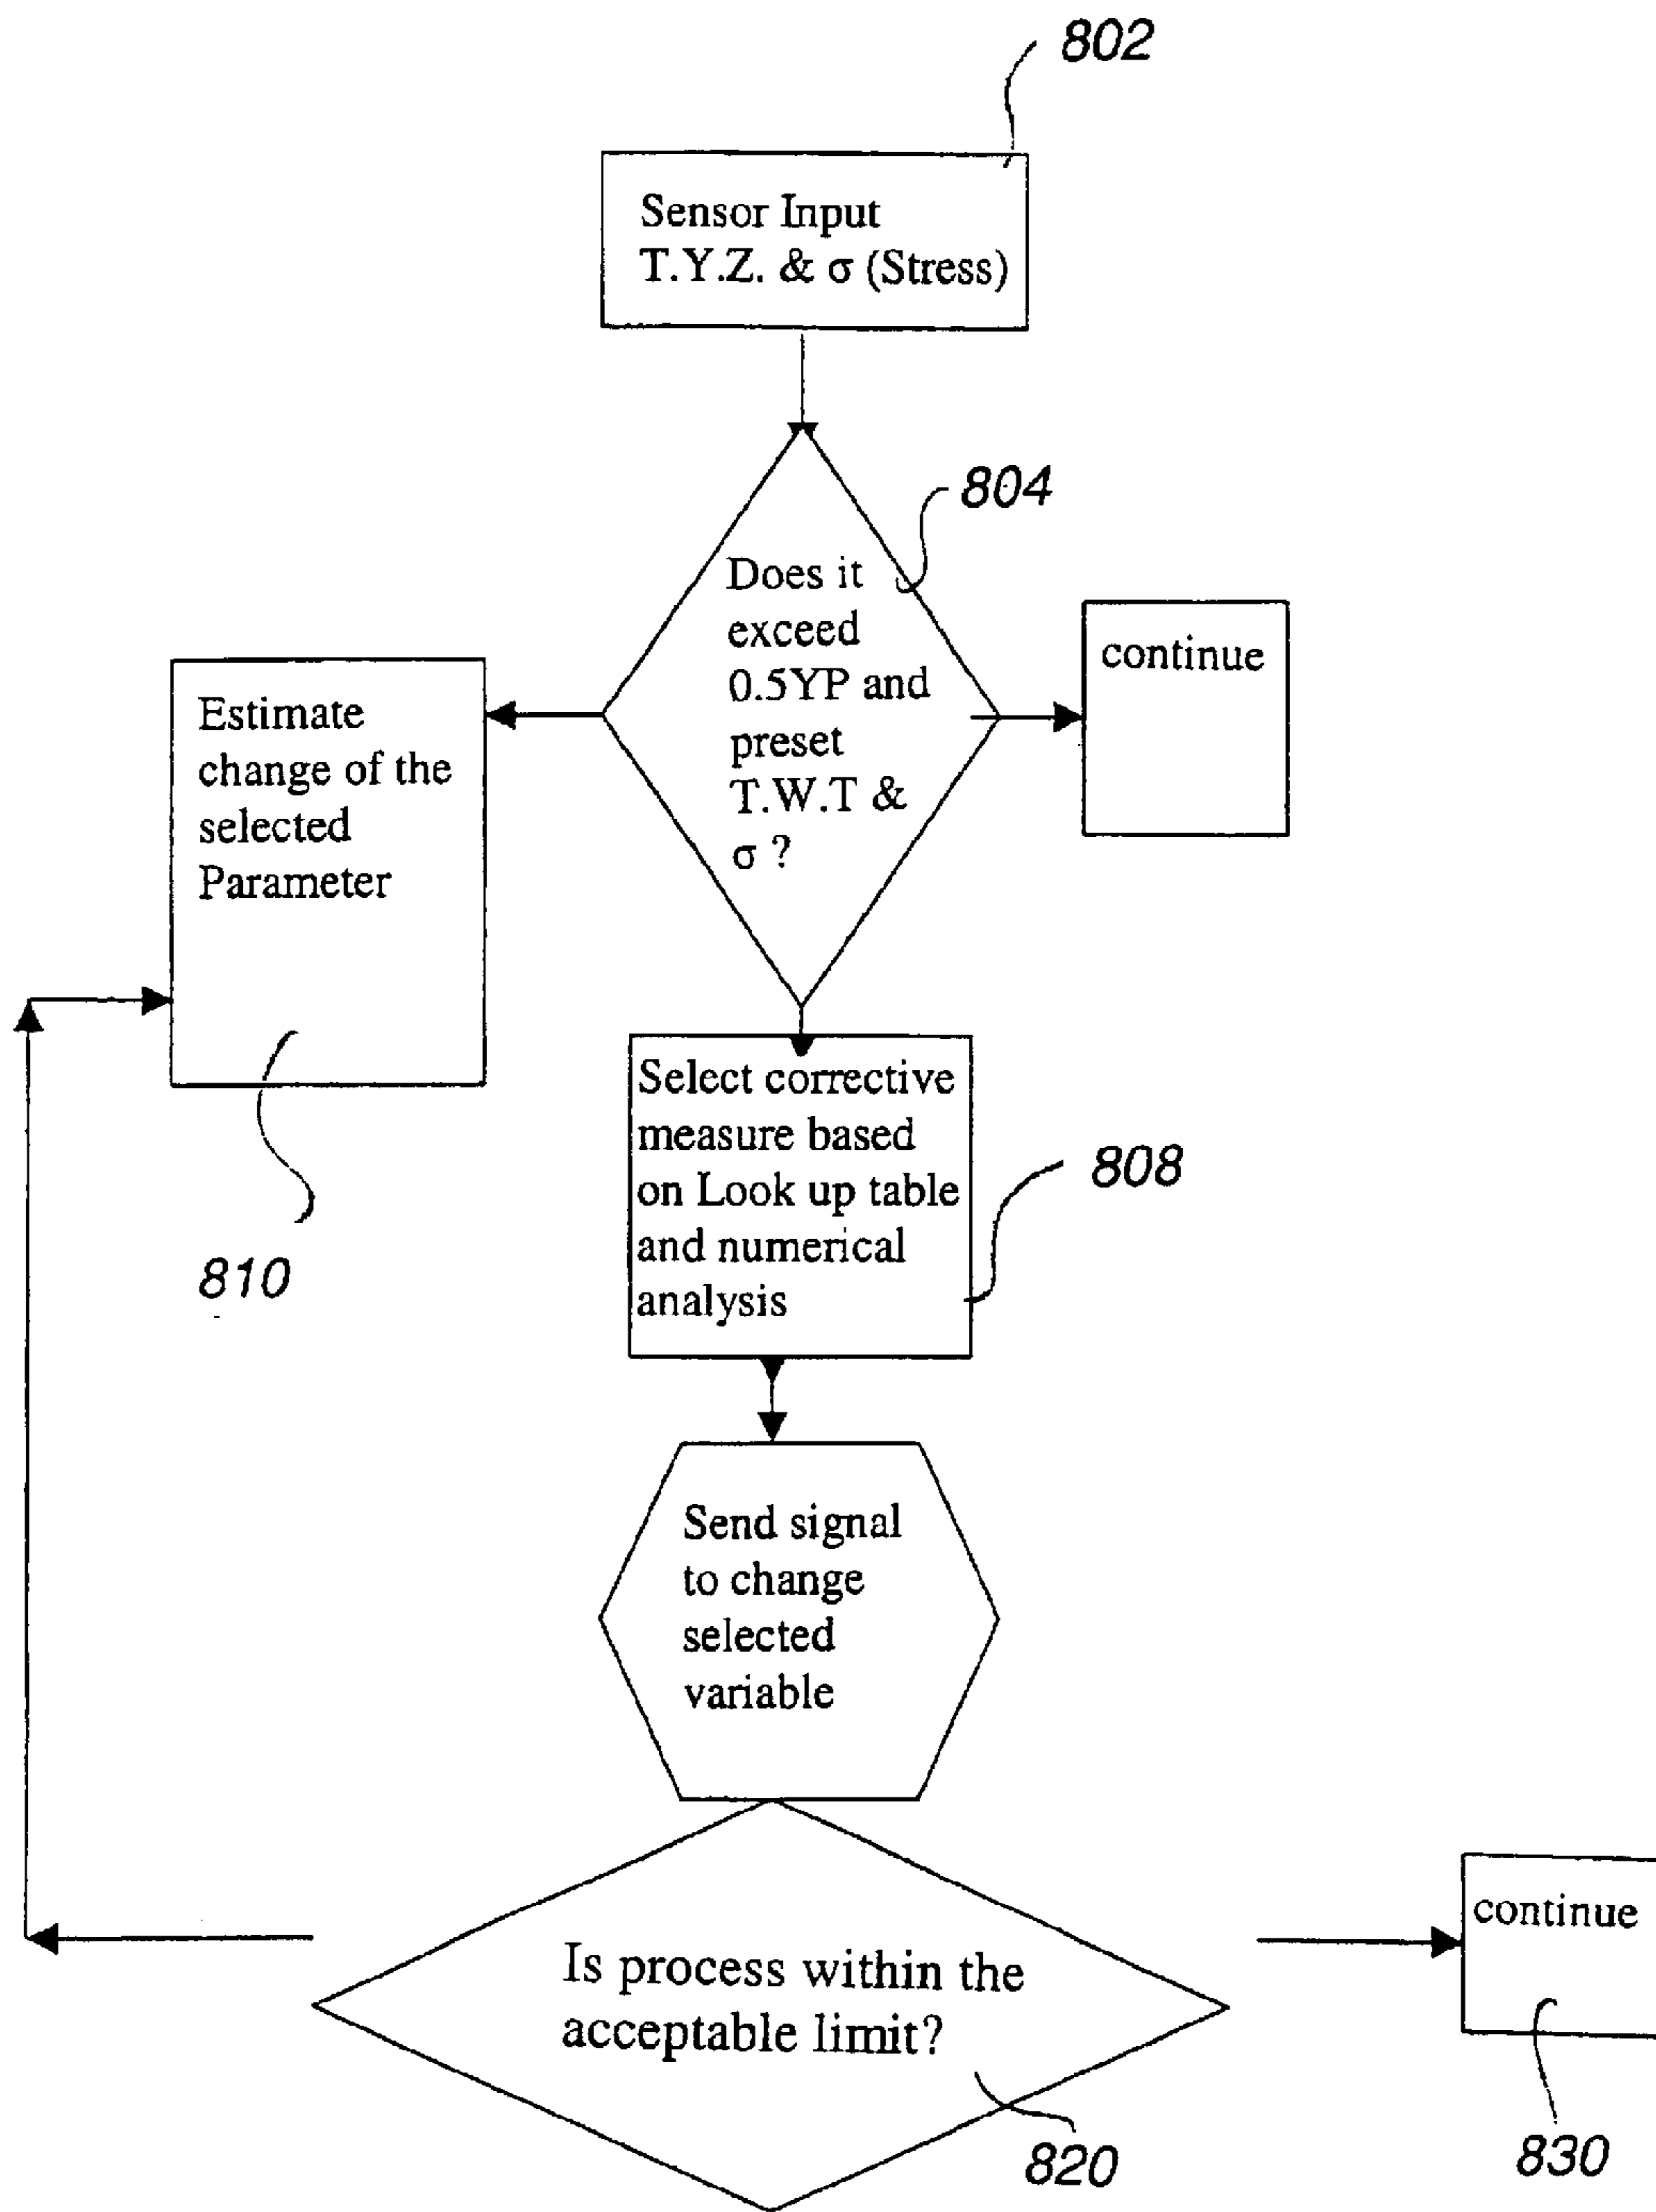 802
Sensor Input
T.Y.Z. & σ (Stress)
804
Does it
exceed
0.5YP and
preset
T.W.T &
σ ?
continue
Estimate
change of the
selected
Parameter
810
Select corrective
measure based
on Look up table
and numerical
analysis
808
Send signal
to change
selected
variable
Is process within the
acceptable limit?
820
continue
830